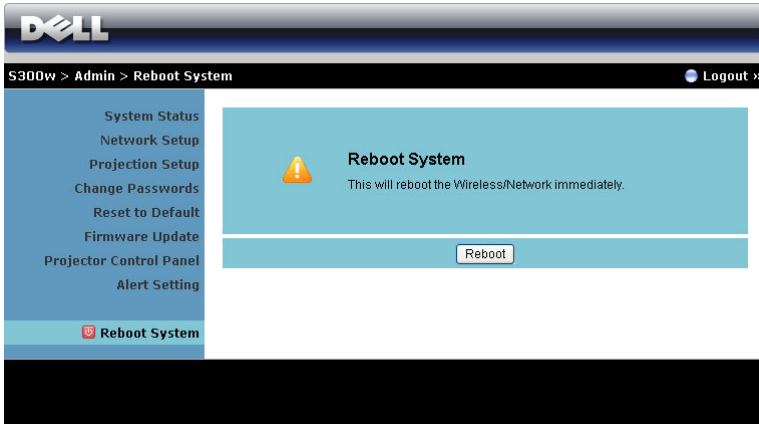 DELL
S300w > Admin > Reboot System
Logout »
System Status
Network Setup
Projection Setup
Change Passwords
Reset to Default
Firmware Update
Projector Control Panel
Alert Setting
Reboot System
Reboot System
This will reboot the Wireless/Network immediately.
Reboot